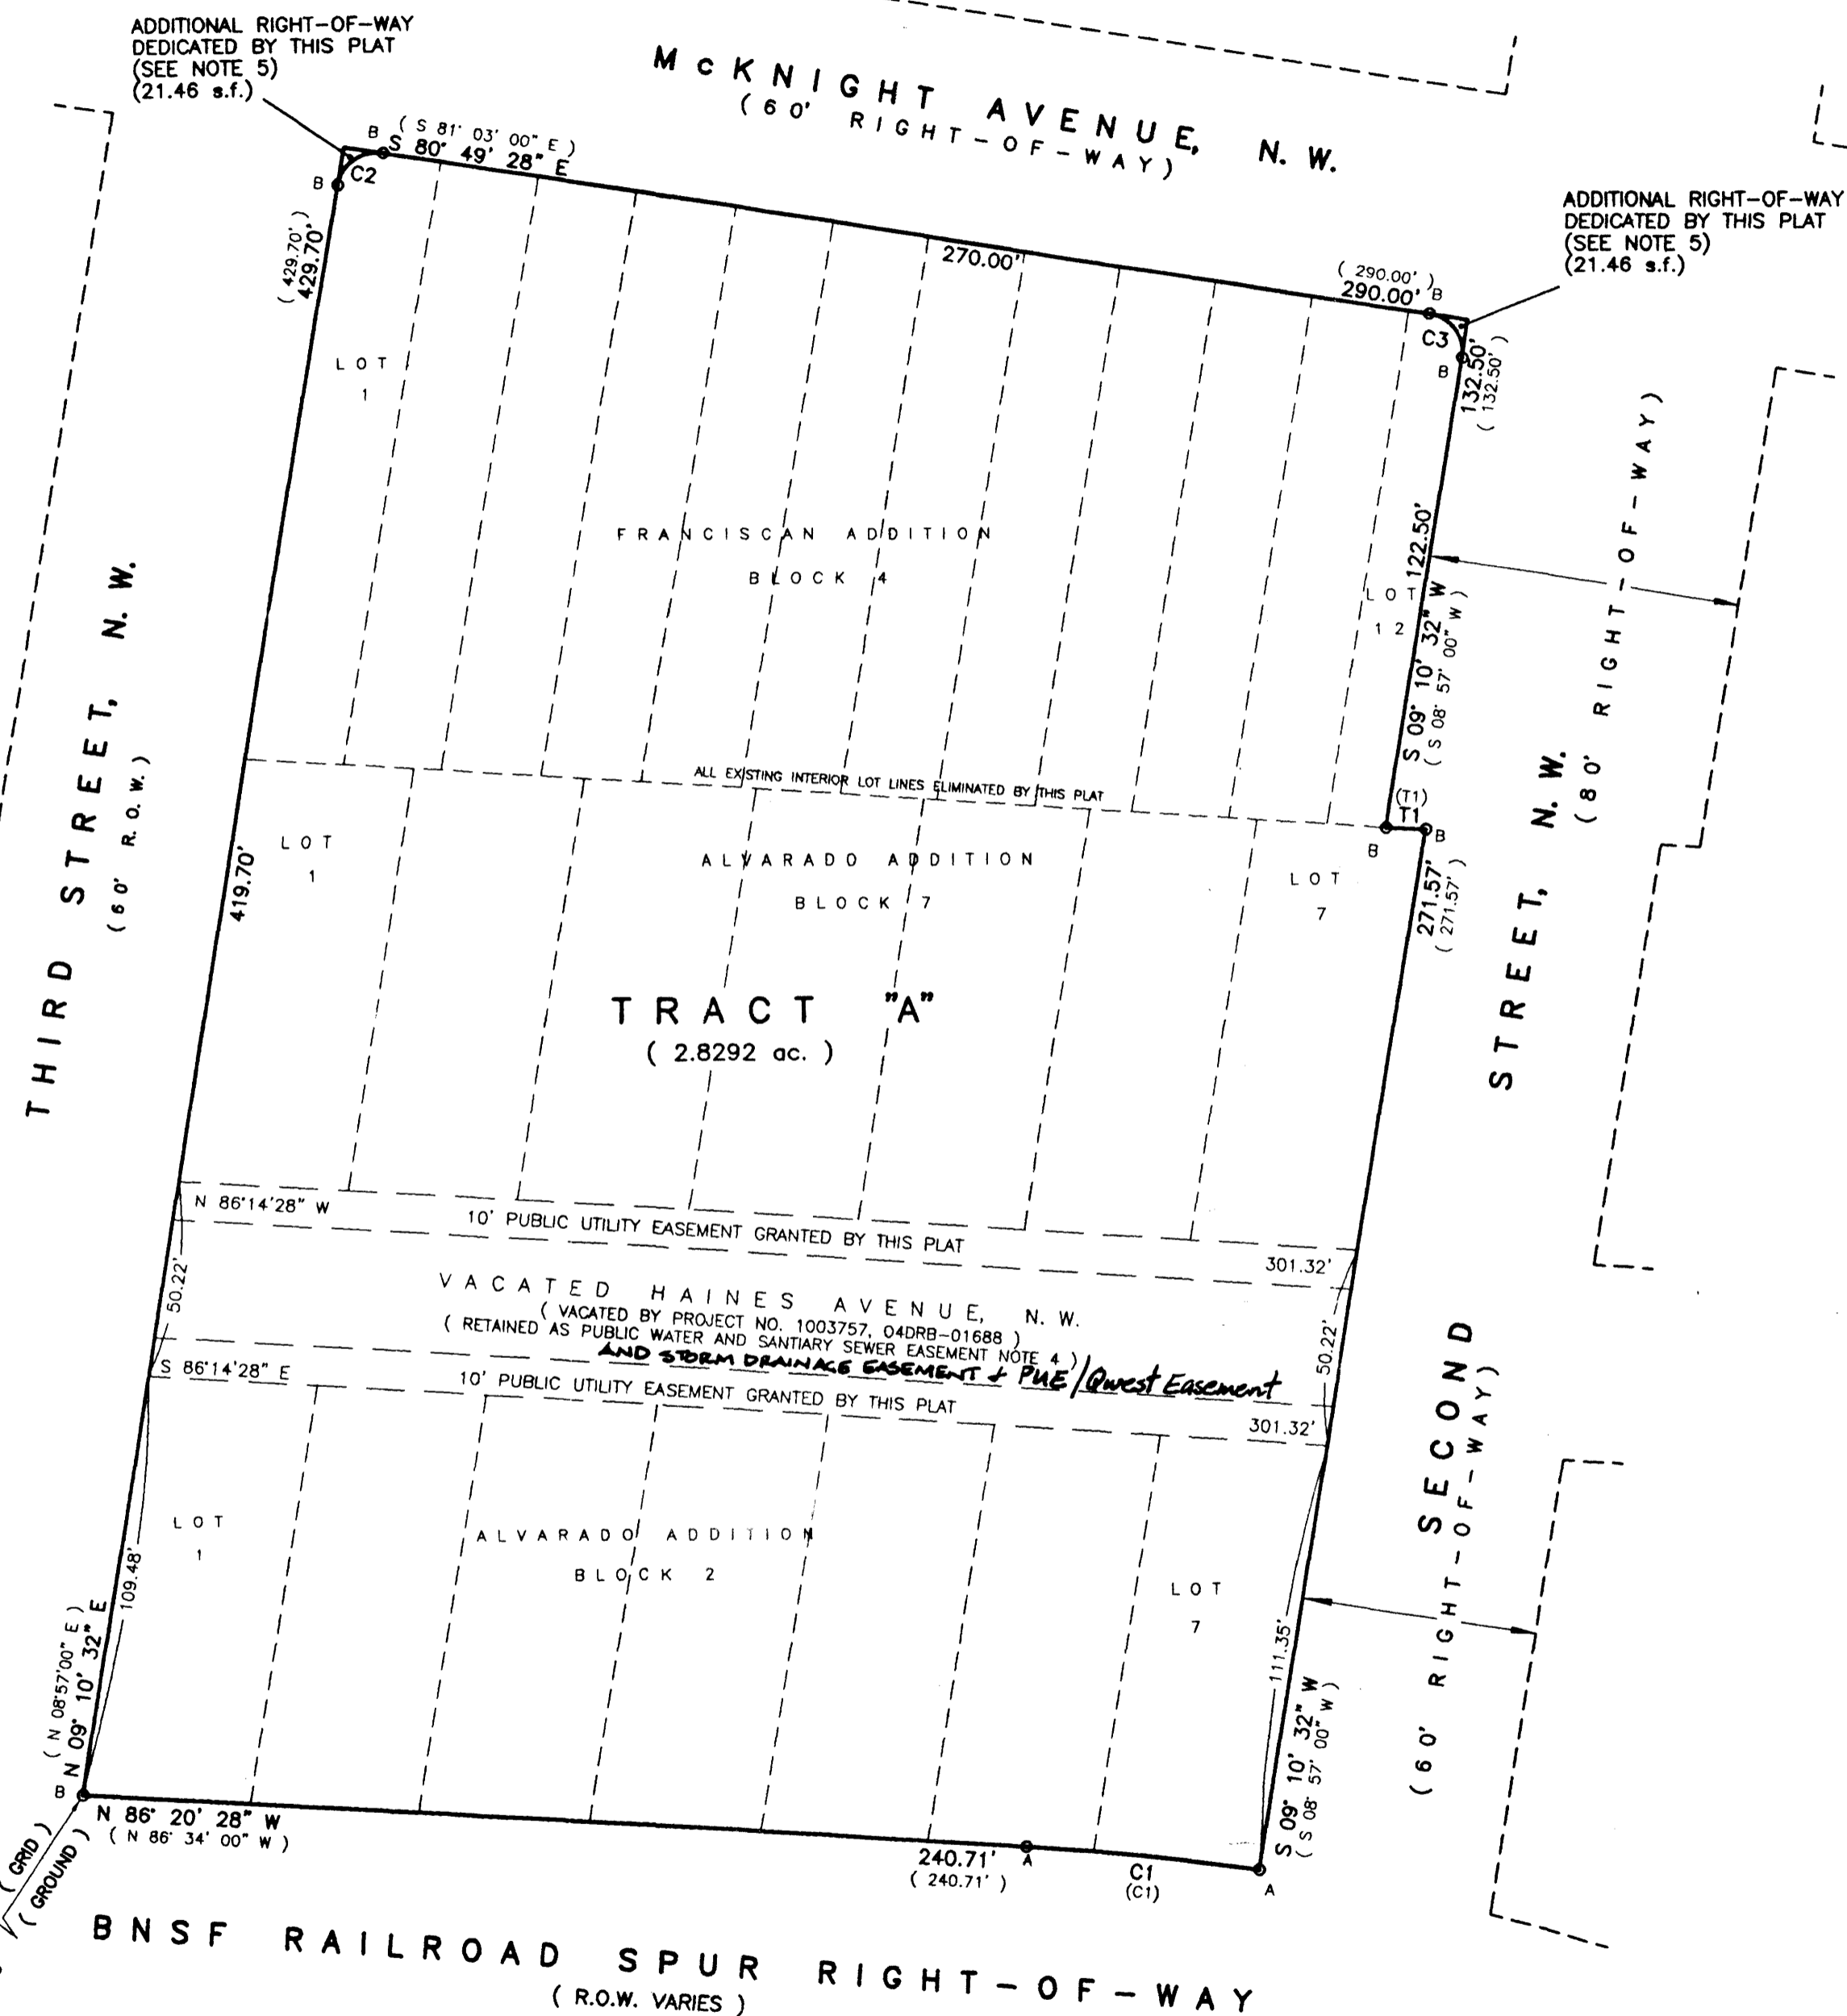 ADDITIONAL RIGHT-OF-WAY
DEDICATED BY THIS PLAT
(SEE NOTE 5)
(21.46 s.f.)
McKNIGHT AVENUE, N. W.
( 60' RIGHT-OF-WAY)
ADDITIONAL RIGHT-OF-WAY
DEDICATED BY THIS PLAT
(SEE NOTE 5)
(21.46 s.f.)
B
( S 81° 03' 00" E )
S 80° 49' 28" E
B
C2
( 429.70' )
429.70'
270.00'
( 290.00' )
290.00'
B
C3
B
132.50'
( 132.50' )
LOT
1
FRANCISCAN ADDITION
BLOCK 4
LOT
12
122.50'
S 09° 10' 32" W
( S 08° 57' 00" W )
( 80' RIGHT-OF-WAY )
ALL EXISTING INTERIOR LOT LINES ELIMINATED BY THIS PLAT
(T1)
T1
B
B
271.57'
( 271.57' )
THIRD STREET, N. W.
( 60' R. O. W. )
419.70'
LOT
1
ALVARADO ADDITION
BLOCK 7
LOT
7
TRACT "A"
( 2.8292 ac. )
SECOND STREET, N. W.
( 60' RIGHT-OF-WAY )
N 86°14'28" W
10' PUBLIC UTILITY EASEMENT GRANTED BY THIS PLAT
301.32'
50.22'
VACATED HAINES AVENUE, N. W.
( VACATED BY PROJECT NO. 1003757, 04DRB-01688 )
( RETAINED AS PUBLIC WATER AND SANTIARY SEWER EASEMENT NOTE 4 )
AND STORM DRAINAGE EASEMENT & PUE/Qwest Easement
50.22'
S 86°14'28" E
10' PUBLIC UTILITY EASEMENT GRANTED BY THIS PLAT
301.32'
LOT
1
ALVARADO ADDITION
BLOCK 2
LOT
7
109.48'
111.35'
( N 08°57'00" E )
N 09° 10' 32" E
S 09° 10' 32" W
( S 08° 57' 00" W )
B
N 86° 20' 28" W
( N 86° 34' 00" W )
240.71'
( 240.71' )
A
C1
(C1)
A
( GRID )
( GROUND )
BNSF RAILROAD SPUR RIGHT-OF-WAY
( R.O.W. VARIES )